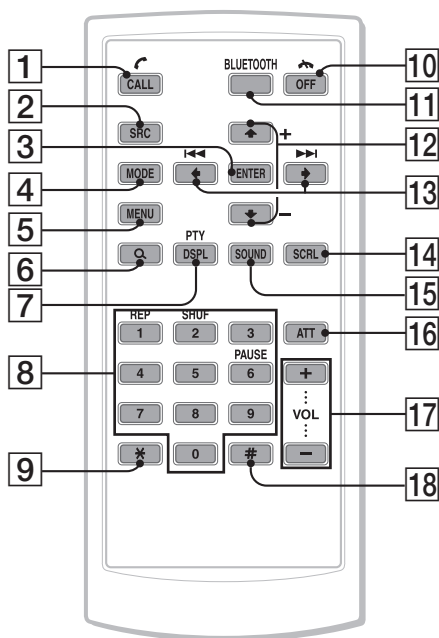 1 CALL BLUETOOTH OFF 10
11
2 SRC + 12
3 ENTER
4 MODE 13
5 MENU −
6 PTY
7 DSPL SOUND SCRL 14
15
REP SHUF
1 2 3 ATT 16
PAUSE
8 4 5 6 +
7 8 9 VOL 17
9 * 0 # −
18